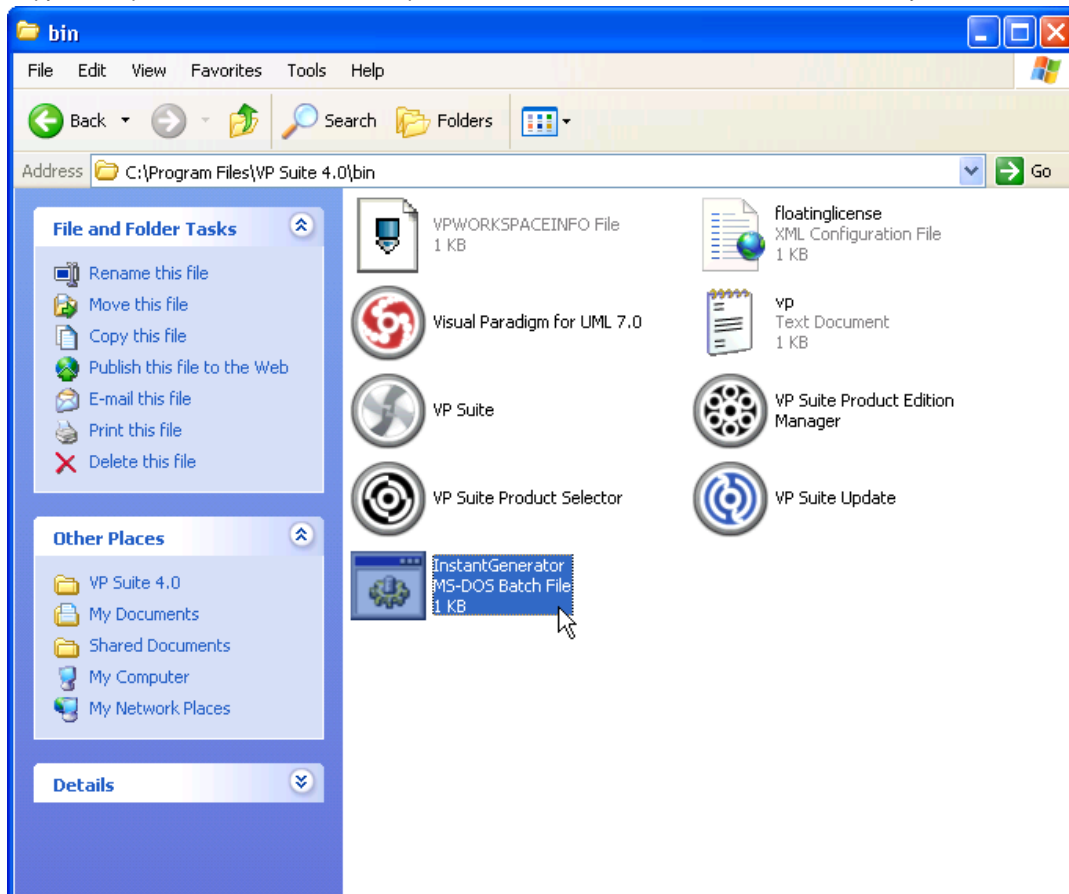 bin
File Edit View Favorites Tools Help
Back Search Folders
Address C:\Program Files\VP Suite 4.0\bin Go
File and Folder Tasks
Rename this file
Move this file
Copy this file
Publish this file to the Web
E-mail this file
Print this file
Delete this file
Other Places
VP Suite 4.0
My Documents
Shared Documents
My Computer
My Network Places
Details
VPWORKSPACEINFO File
1 KB
floatinglicense
XML Configuration File
1 KB
Visual Paradigm for UML 7.0
vp
Text Document
1 KB
VP Suite
VP Suite Product Edition
Manager
VP Suite Product Selector
VP Suite Update
InstantGenerator
MS-DOS Batch File
1 KB